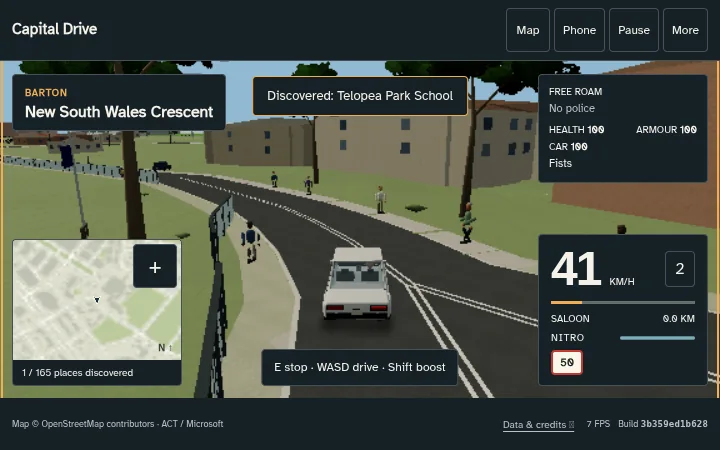 Capital Drive
Map
Phone
Pause
More
BARTON
New South Wales Crescent
Discovered: Telopea Park School
FREE ROAM
No police
HEALTH 100 ARMOUR 100
CAR 100
Fists
N ↑
1 / 165 places discovered
E stop · WASD drive · Shift boost
41 KM/H 2
SALOON 0.0 KM
NITRO
50
Map © OpenStreetMap contributors · ACT / Microsoft
Data & credits
7 FPS
Build 3b359ed1b628